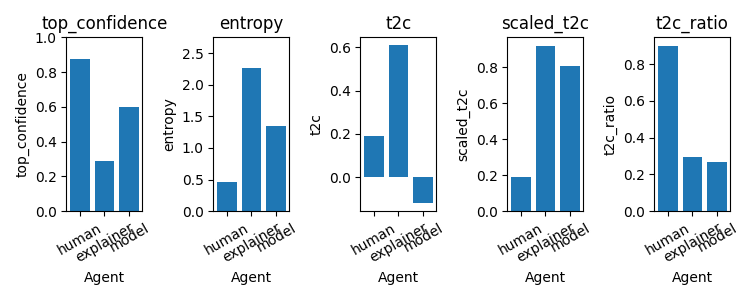 top_confidence
top_confidence
1.0
0.8
0.6
0.4
0.2
0.0
human
explainer
model
Agent
entropy
entropy
2.5
2.0
1.5
1.0
0.5
0.0
human
explainer
model
Agent
t2c
t2c
0.6
0.4
0.2
0.0
human
explainer
model
Agent
scaled_t2c
scaled_t2c
0.8
0.6
0.4
0.2
0.0
human
explainer
model
Agent
t2c_ratio
t2c_ratio
0.8
0.6
0.4
0.2
0.0
human
explainer
model
Agent